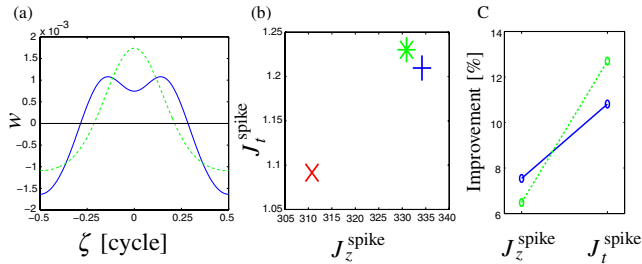 (a)
x 10⁻³
2
1.5
1
0.5
0
−0.5
−1
−1.5
−2
w
−0.5 −0.25 0 0.25 0.5
ζ [cycle]
(b)
1.25
1.2
1.15
1.1
1.05
J_t^spike
305 310 315 320 325 330 335 340
J_z^spike
C
14
12
10
8
6
Improvement [%]
J_z^spike J_t^spike